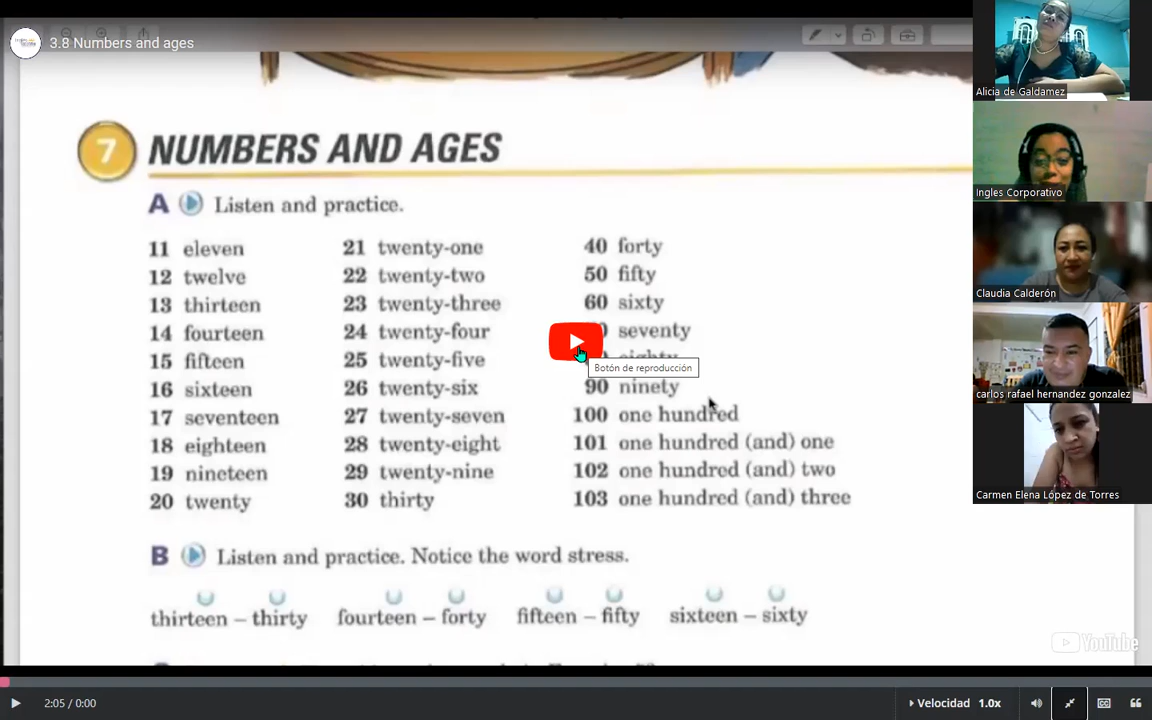 3.8 Numbers and ages
7 NUMBERS AND AGES
A Listen and practice.
11 eleven
12 twelve
13 thirteen
14 fourteen
15 fifteen
16 sixteen
17 seventeen
18 eighteen
19 nineteen
20 twenty
21 twenty-one
22 twenty-two
23 twenty-three
24 twenty-four
25 twenty-five
26 twenty-six
27 twenty-seven
28 twenty-eight
29 twenty-nine
30 thirty
40 forty
50 fifty
60 sixty
seventy
90 ninety
100 one hundred
101 one hundred (and) one
102 one hundred (and) two
103 one hundred (and) three
Botón de reproducción
B Listen and practice. Notice the word stress.
thirteen – thirty fourteen – forty fifteen – fifty sixteen – sixty
YouTube
2:05 / 0:00
Velocidad 1.0x
Alicia de Galdamez
Ingles Corporativo
Claudia Calderón
carlos rafael hernandez gonzalez
Carmen Elena López de Torres